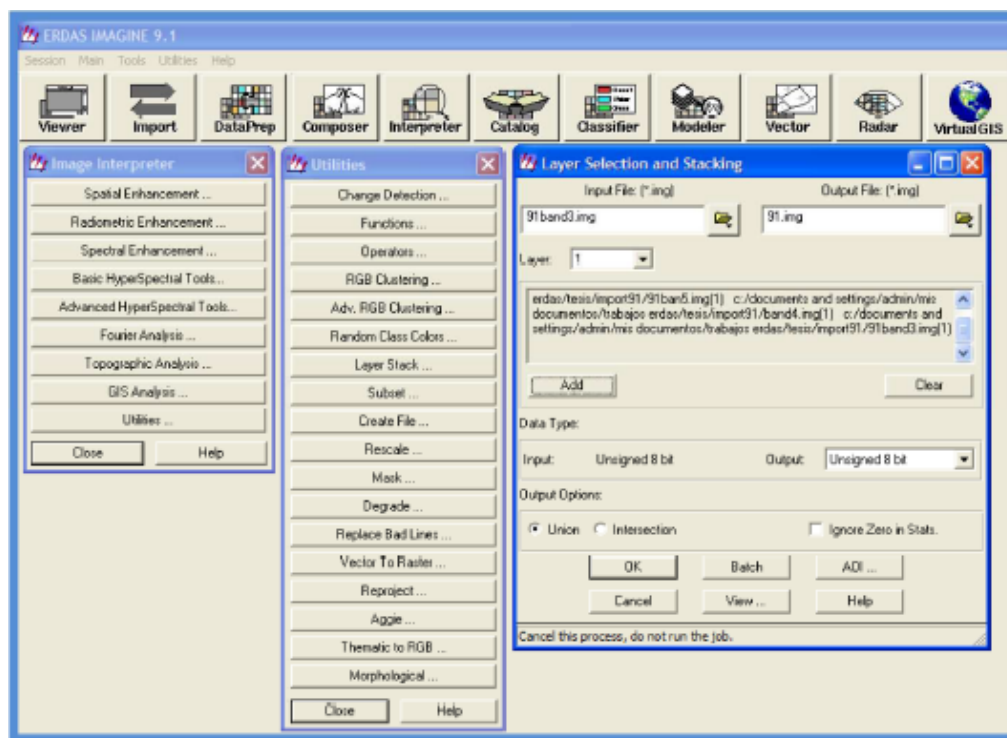 ERDAS IMAGINE 9.1
Session Main Tools Utilities Help
Viewer Import DataPrep Composer Interpreter Catalog Classifier Modeler Vector Radar VirtualGIS
Image Interpreter
Spatial Enhancement ...
Radiometric Enhancement ...
Spectral Enhancement ...
Basic HyperSpectral Tools...
Advanced HyperSpectral Tools...
Fourier Analysis ...
Topographic Analysis ...
GIS Analysis ...
Utilities ...
Close Help
Utilities
Change Detection ...
Functions ...
Operators ...
RGB Clustering ...
Adv. RGB Clustering ...
Random Class Colors ...
Layer Stack ...
Subset ...
Create File ...
Rescale ...
Mask ...
Degrade ...
Replace Bad Lines ...
Vector To Raster ...
Reproject ...
Aggie ...
Thematic to RGB ...
Morphological ...
Close Help
Layer Selection and Stacking
Input File: (*.img) Output File: (*.img)
91band3.img 91.img
Layer: 1
erdas/tesis/import91/91ban5.img(1) c:/documents and settings/admin/mis
documentos/trabajos erdas/tesis/import91/band4.img(1) c:/documents and
settings/admin/mis documentos/trabajos erdas/tesis/import91/91band3.img(1)
Add Clear
Data Type:
Input: Unsigned 8 bit Output: Unsigned 8 bit
Output Options:
Union Intersection Ignore Zero in Stats.
OK Batch AOI ...
Cancel View ... Help
Cancel this process, do not run the job.